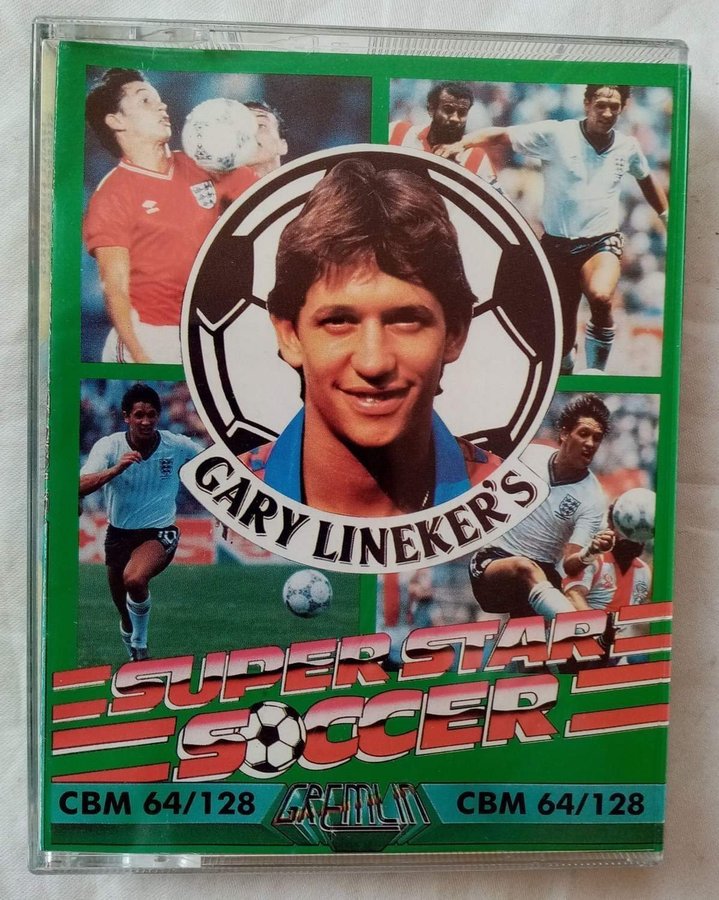 GARY LINEKER'S
SUPER STAR
SOCCER
CBM 64/128 GREMLIN CBM 64/128